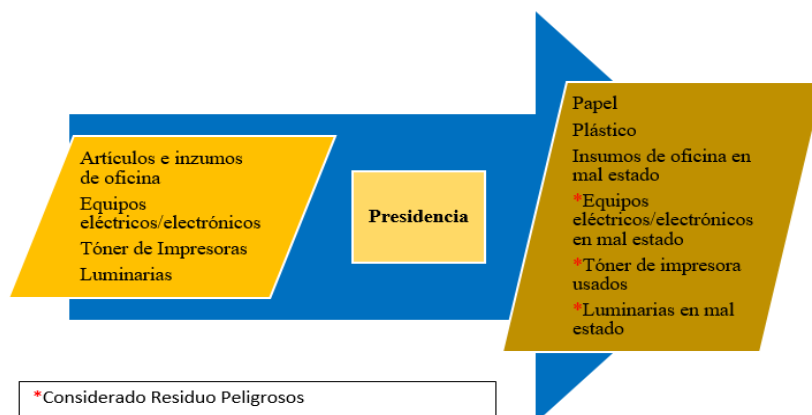 Artículos e inzumos
de oficina
Equipos
eléctricos/electrónicos
Tóner de Impresoras
Luminarias
Presidencia
Papel
Plástico
Insumos de oficina en
mal estado
*Equipos
eléctricos/electrónicos
en mal estado
*Tóner de impresora
usados
*Luminarias en mal
estado
*Considerado Residuo Peligrosos